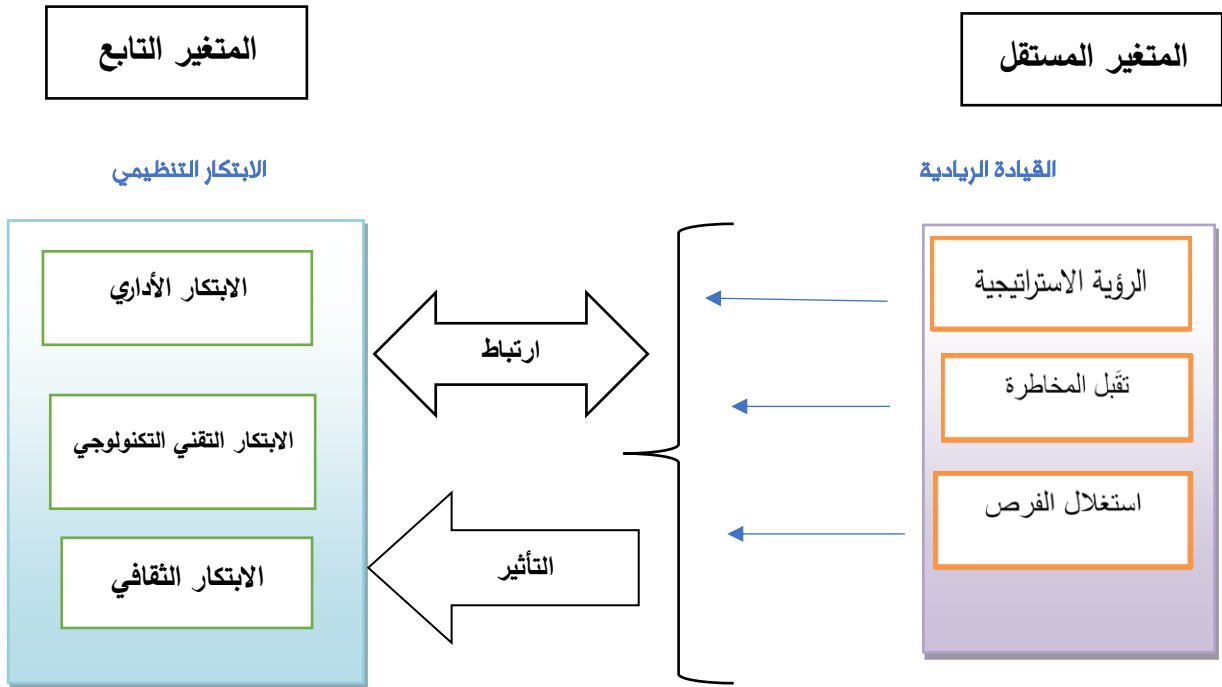 المتغير المستقل
المتغير التابع
القيادة الريادية
الابتكار التنظيمي
الرؤية الاستراتيجية
تقَبل المخاطرة
استغلال الفرص
ارتباط
التأثير
الابتكار الأداري
الابتكار التقني التكنولوجي
الابتكار الثقافي